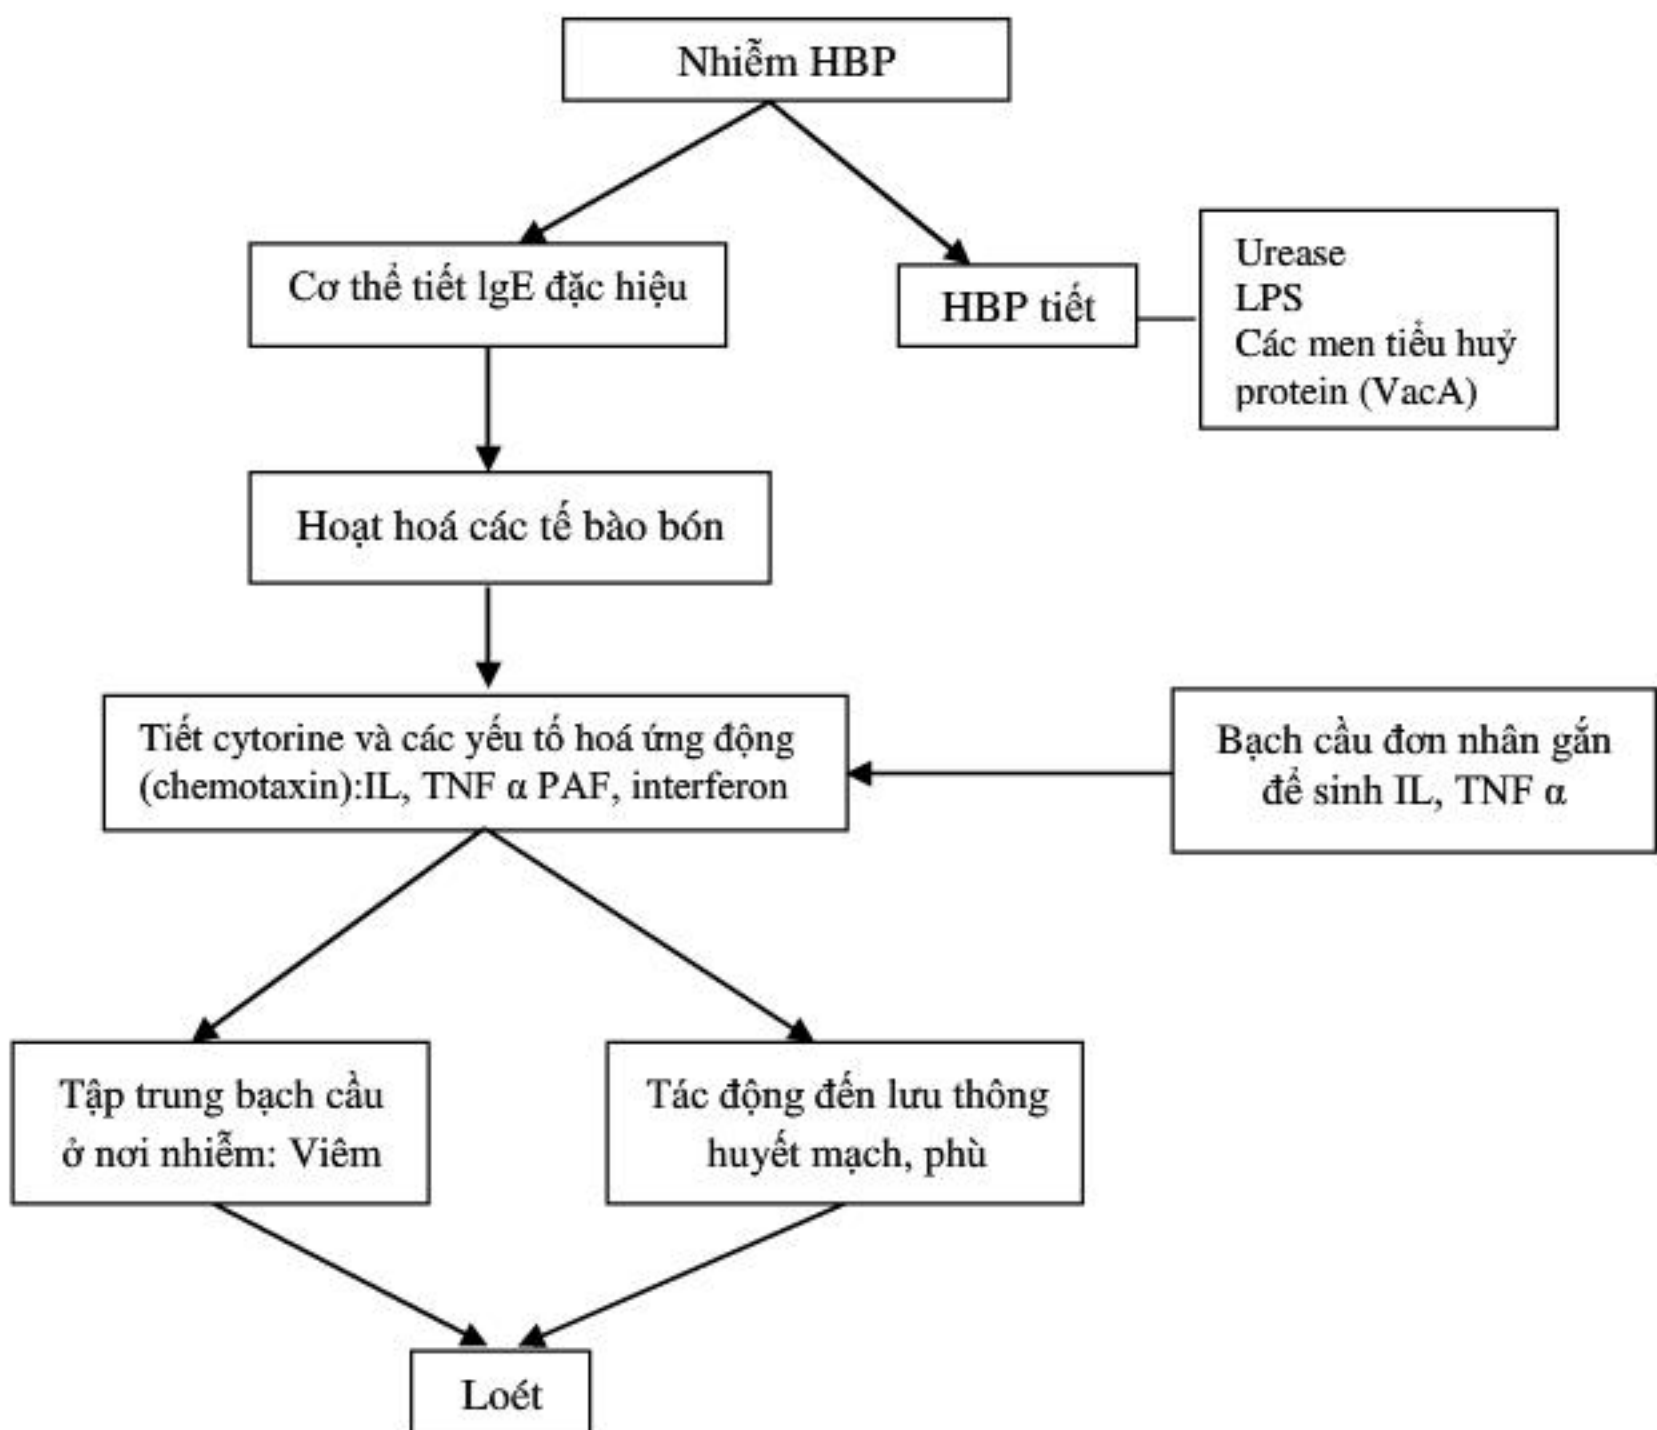 Nhiễm HBP
Cơ thể tiết lgE đặc hiệu
HBP tiết
Urease
LPS
Các men tiểu huỷ
protein (VacA)
Hoạt hoá các tế bào bón
Tiết cytorine và các yếu tố hoá ứng động
(chemotaxin):IL, TNF α PAF, interferon
Bạch cầu đơn nhân gắn
để sinh IL, TNF α
Tập trung bạch cầu
ở nơi nhiễm: Viêm
Tác động đến lưu thông
huyết mạch, phù
Loét